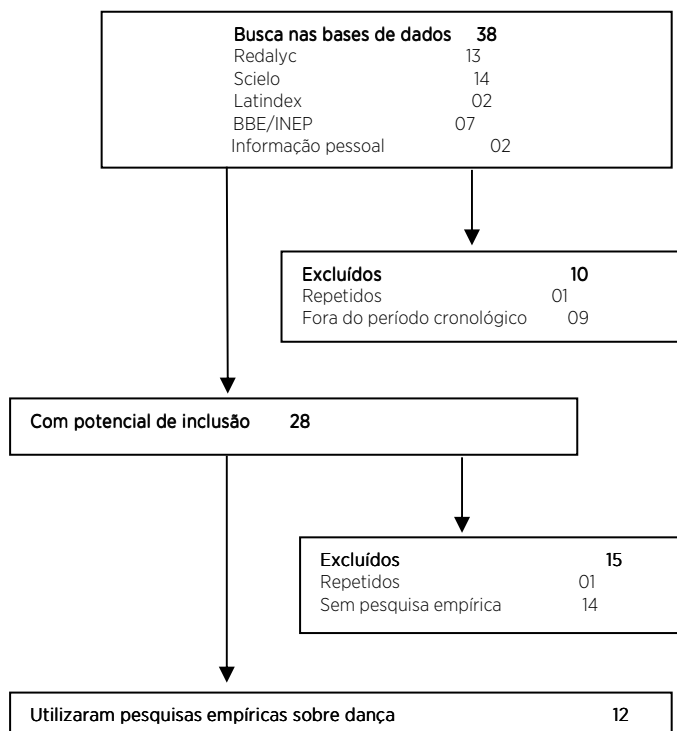 Busca nas bases de dados 38
Redalyc 13
Scielo 14
Latindex 02
BBE/INEP 07
Informação pessoal 02
Excluídos 10
Repetidos 01
Fora do período cronológico 09
Com potencial de inclusão 28
Excluídos 15
Repetidos 01
Sem pesquisa empírica 14
Utilizaram pesquisas empíricas sobre dança 12